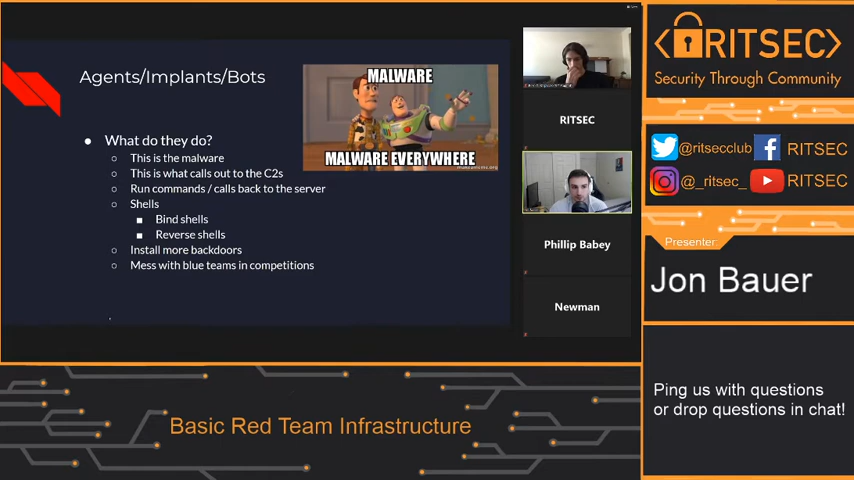 Agents/Implants/Bots
MALWARE
MALWARE EVERYWHERE
What do they do?
This is the malware
This is what calls out to the C2s
Run commands / calls back to the server
Shells
Bind shells
Reverse shells
Install more backdoors
Mess with blue teams in competitions
RITSEC
Phillip Babey
Newman
<RITSEC>
Security Through Community
@ritsecclub
RITSEC
@_ritsec_
RITSEC
Presenter:
Jon Bauer
Ping us with questions
or drop questions in chat!
Basic Red Team Infrastructure